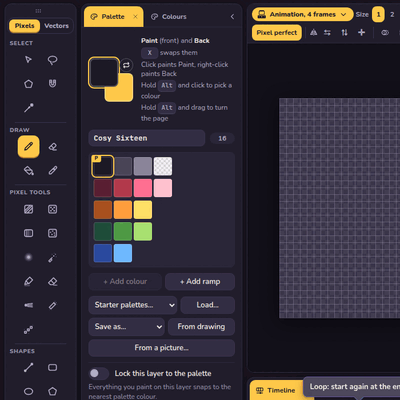 Pixels Vectors
SELECT
DRAW
PIXEL TOOLS
SHAPES
Palette × Colours
Paint (front) and Back
X swaps them
Click paints Paint, right-click
paints Back
Hold Alt and click to pick a
colour
Hold Alt and drag to turn
the page
Cosy Sixteen 16
P
+ Add colour + Add ramp
Starter palettes... Load...
Save as... From drawing
From a picture...
Lock this layer to the palette
Everything you paint on this layer snaps to the
nearest palette colour.
Animation, 4 frames Size 1 2
Pixel perfect
Timeline
Loop: start again at the en